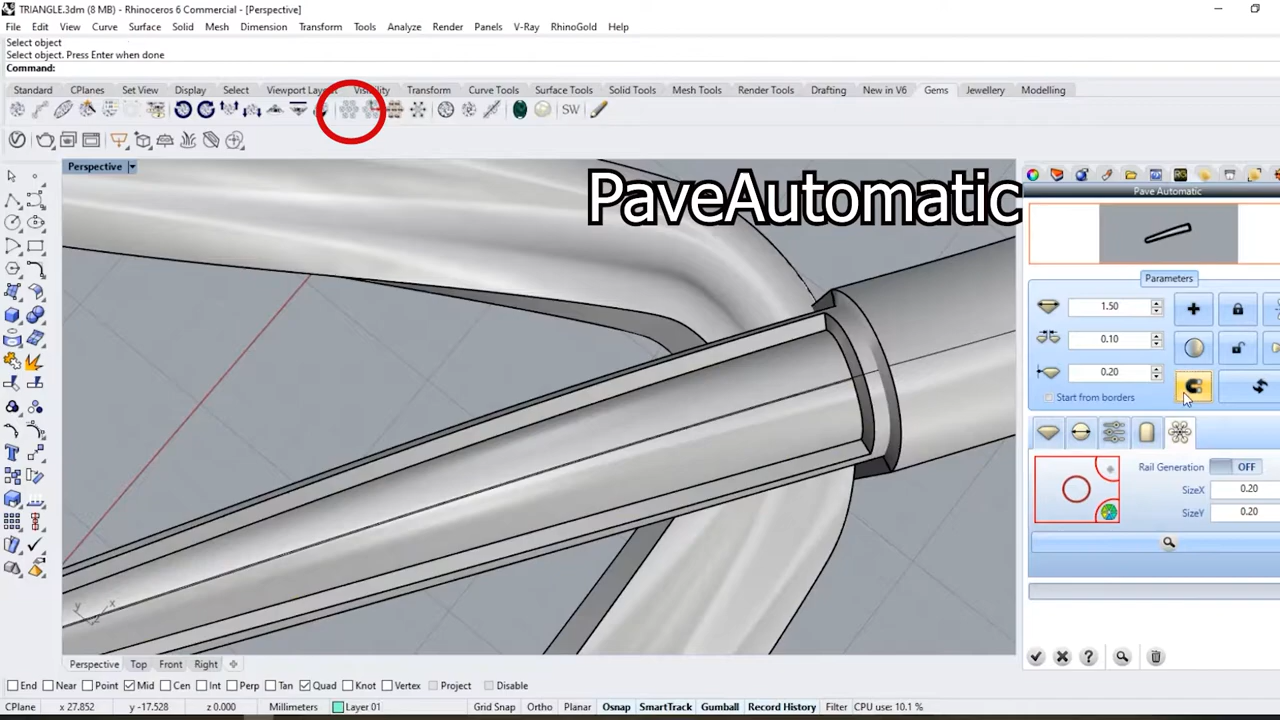 TRIANGLE.3dm (8 MB) - Rhinoceros 6 Commercial - [Perspective]
File Edit View Curve Surface Solid Mesh Dimension Transform Tools Analyze Render Panels V-Ray RhinoGold Help
Select object
Select object. Press Enter when done
Command:
Standard CPlanes Set View Display Select Viewport Layout Visibility Transform Curve Tools Surface Tools Solid Tools Mesh Tools Render Tools Drafting New in V6 Gems Jewellery Modelling
SW
Perspective
PaveAutomatic
RG
Pave Automatic
Parameters
1.50
0.10
0.20
Start from borders
Rail Generation OFF
SizeX 0.20
SizeY 0.20
y x
z
Perspective Top Front Right
End Near Point Mid Cen Int Perp Tan Quad Knot Vertex Project Disable
CPlane x 27.852 y -17.528 z 0.000 Millimeters Layer 01 Grid Snap Ortho Planar Osnap SmartTrack Gumball Record History Filter CPU use: 10.1 %